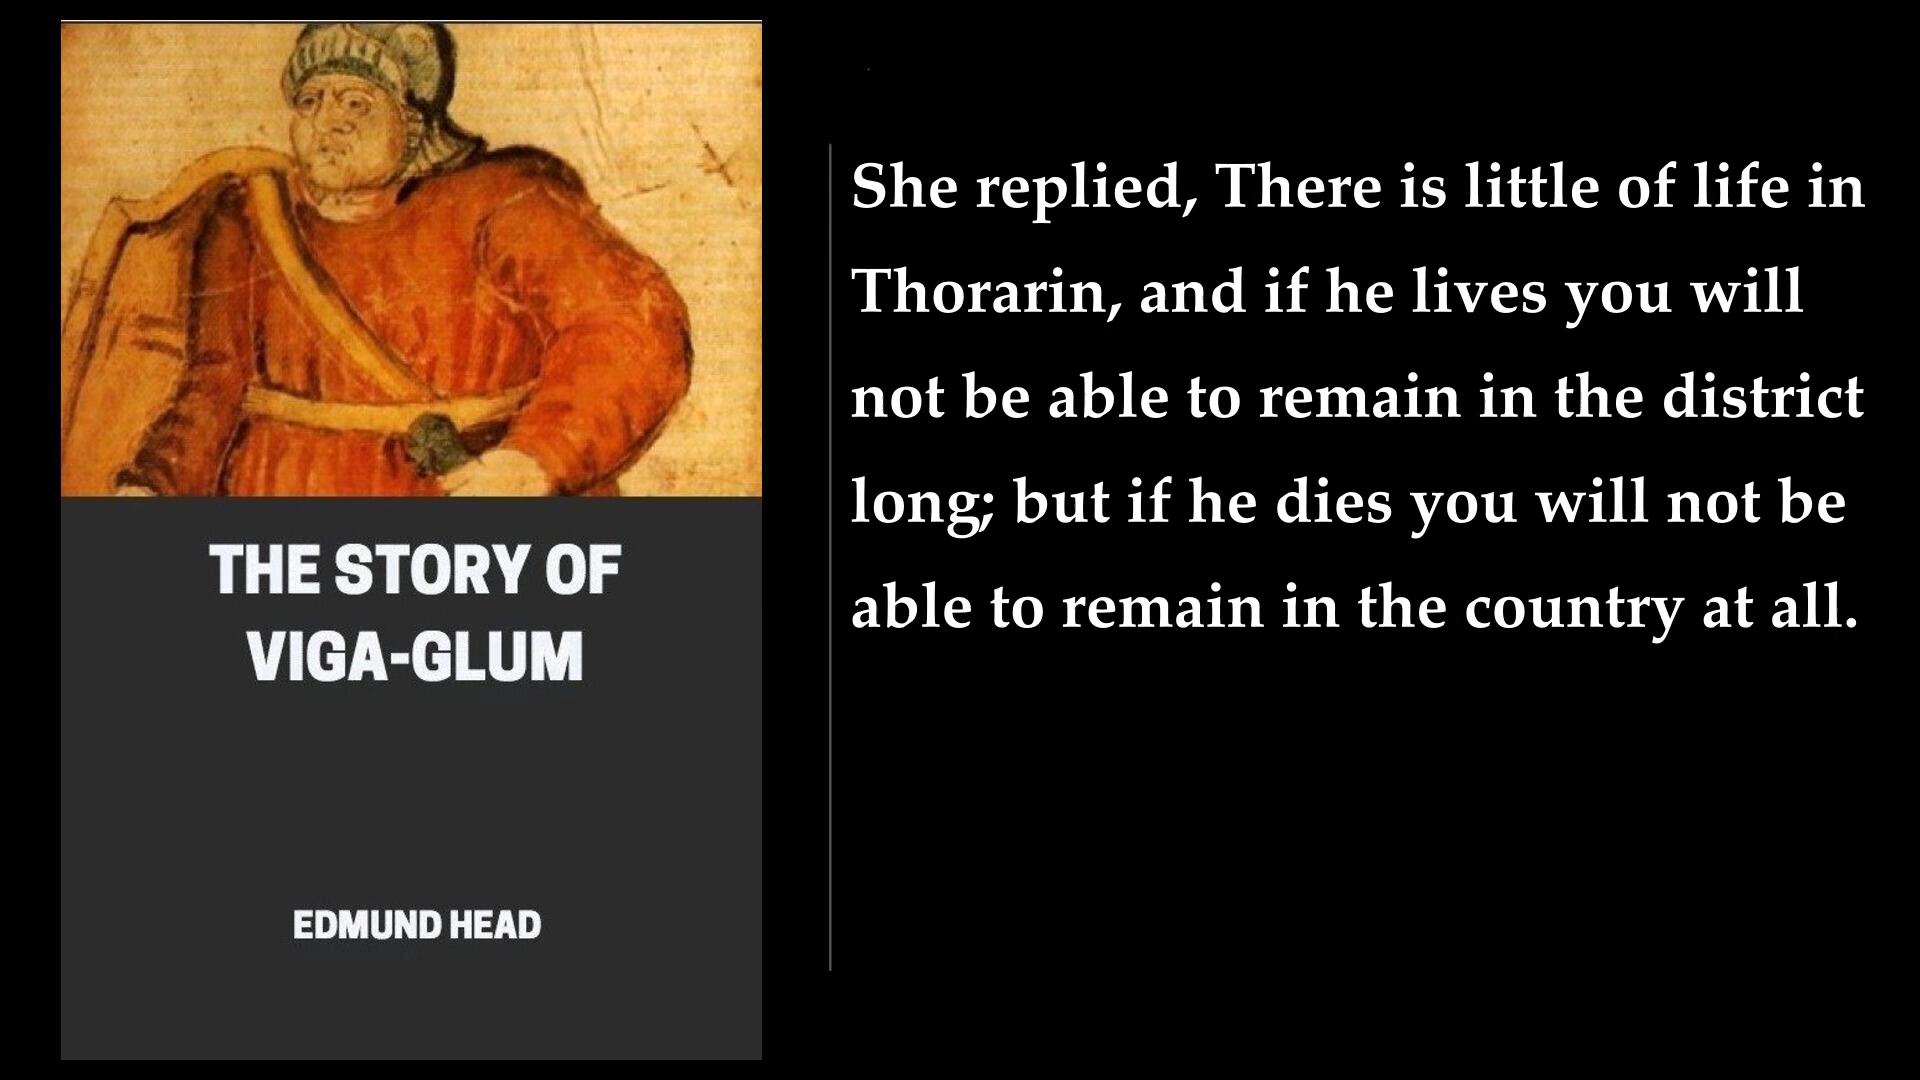 THE STORY OF
VIGA-GLUM
EDMUND HEAD
She replied, There is little of life in
Thorarin, and if he lives you will
not be able to remain in the district
long; but if he dies you will not be
able to remain in the country at all.